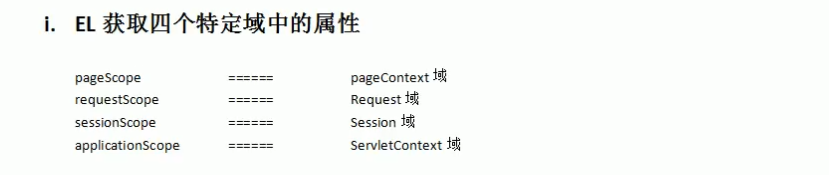 i. EL 获取四个特定域中的属性
pageScope ====== pageContext 域
requestScope ====== Request 域
sessionScope ====== Session 域
applicationScope ====== ServletContext 域